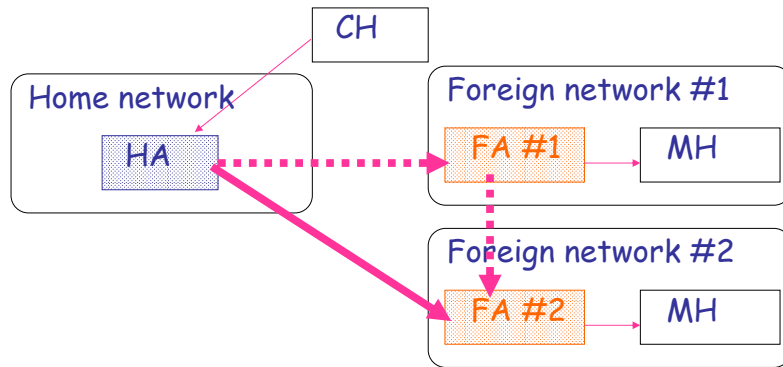 CH
Home network
Foreign network #1
HA
FA #1
MH
Foreign network #2
FA #2
MH